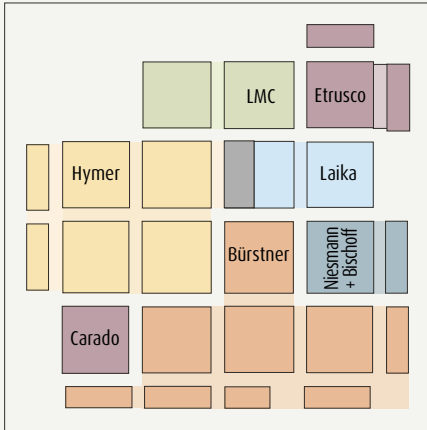 LMC
Etrusco
Hymer
Laika
Bürstner
Niesmann
+ Bischoff
Carado